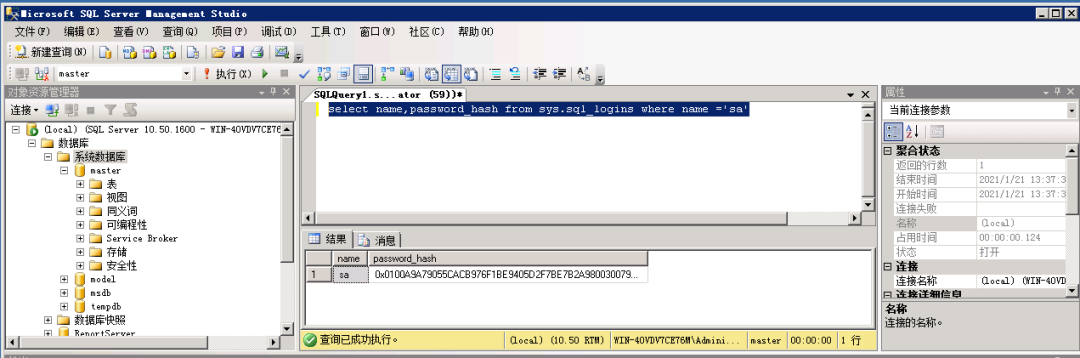 Microsoft SQL Server Management Studio
文件(F) 编辑(E) 查看(V) 查询(Q) 项目(P) 调试(D) 工具(T) 窗口(W) 社区(C) 帮助(H)
新建查询(N)
master 执行(X)
对象资源管理器
连接
(local) (SQL Server 10.50.1600 - WIN-40VDV7CE76
数据库
系统数据库
master
表
视图
同义词
可编程性
Service Broker
存储
安全性
model
msdb
tempdb
数据库快照
ReportServer
SQLQuery1.s...ator (59))*
select name,password_hash from sys.sql_logins where name ='sa'
结果 消息
name password_hash
1 sa 0x0100A9A79055CACB976F1BE9405D2F7BE7B2A980030079...
查询已成功执行。 (local) (10.50 RTM) WIN-40VDV7CE76M\Admini... master 00:00:00 1 行
属性
当前连接参数
聚合状态
返回的行数 1
结束时间 2021/1/21 13:37:3
开始时间 2021/1/21 13:37:3
连接失败
名称 (local)
占用时间 00:00:00.124
状态 打开
连接
连接名称 (local) (WIN-40VD
连接详细信息
名称
连接的名称。